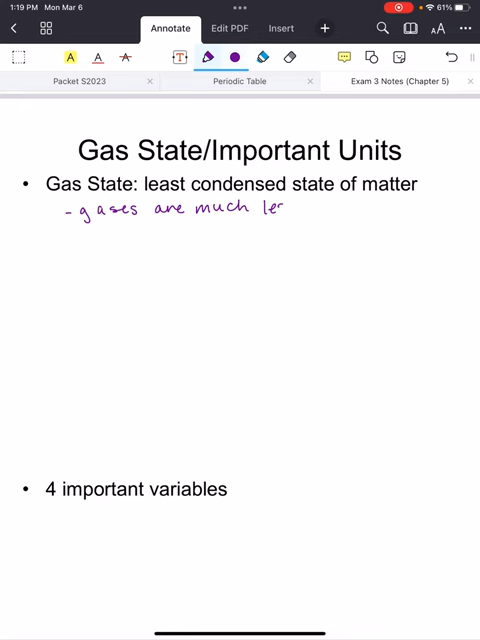 1:19 PM Mon Mar 6
61%
Annotate Edit PDF Insert
Packet S2023 Periodic Table Exam 3 Notes (Chapter 5)
Gas State/Important Units
• Gas State: least condensed state of matter
- gases are much les
• 4 important variables